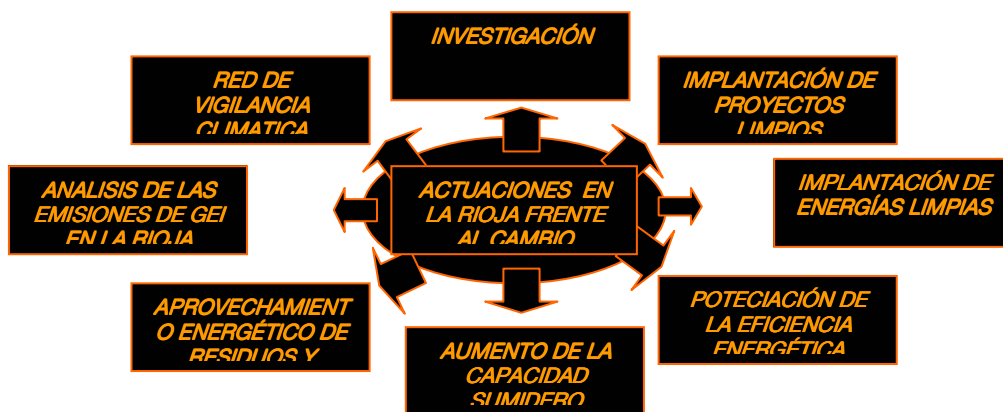 INVESTIGACIÓN
RED DE
VIGILANCIA
CLIMATICA
IMPLANTACIÓN DE
PROYECTOS
LIMPIOS
ANALISIS DE LAS
EMISIONES DE GEI
EN LA RIOJA
ACTUACIONES EN
LA RIOJA FRENTE
AL CAMBIO
IMPLANTACIÓN DE
ENERGÍAS LIMPIAS
APROVECHAMIENT
O ENERGÉTICO DE
RESIDUOS Y
AUMENTO DE LA
CAPACIDAD
SUMIDERO
POTECIACIÓN DE
LA EFICIENCIA
ENERGÉTICA